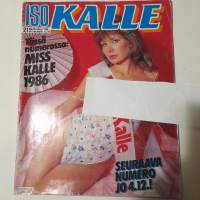 ISO KALLE
Tässä
numerossa:
MISS
KALLE
1986
Kalle
SEURAAVA
NUMERO
JO 4.12.!